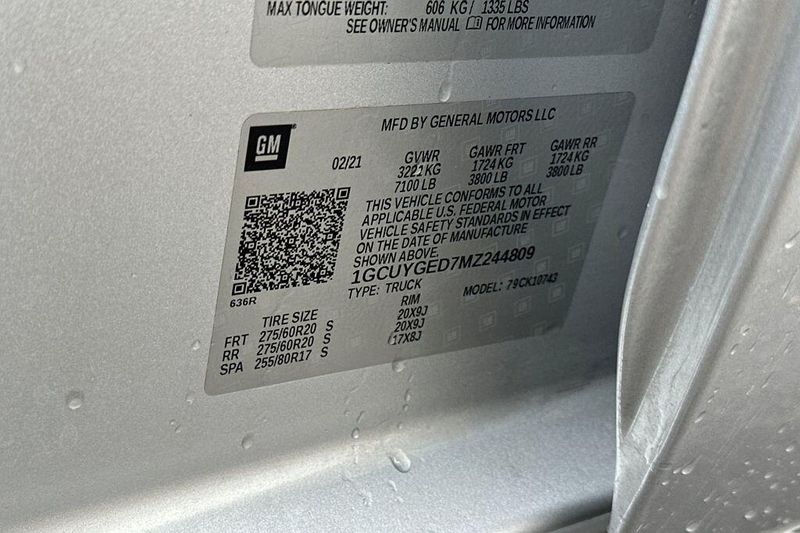 MAX TONGUE WEIGHT: 606 KG / 1335 LBS
SEE OWNER'S MANUAL FOR MORE INFORMATION
GM
MFD BY GENERAL MOTORS LLC
02/21 GVWR GAWR FRT GAWR RR
3222 KG 1724 KG 1724 KG
7100 LB 3800 LB 3800 LB
THIS VEHICLE CONFORMS TO ALL
APPLICABLE U.S. FEDERAL MOTOR
VEHICLE SAFETY STANDARDS IN EFFECT
ON THE DATE OF MANUFACTURE
SHOWN ABOVE.
1GCUYGED7MZ244809
TYPE: TRUCK MODEL: 79CK10743
636R
TIRE SIZE RIM
FRT 275/60R20 S 20X9J
RR 275/60R20 S 20X9J
SPA 255/80R17 S 17X8J